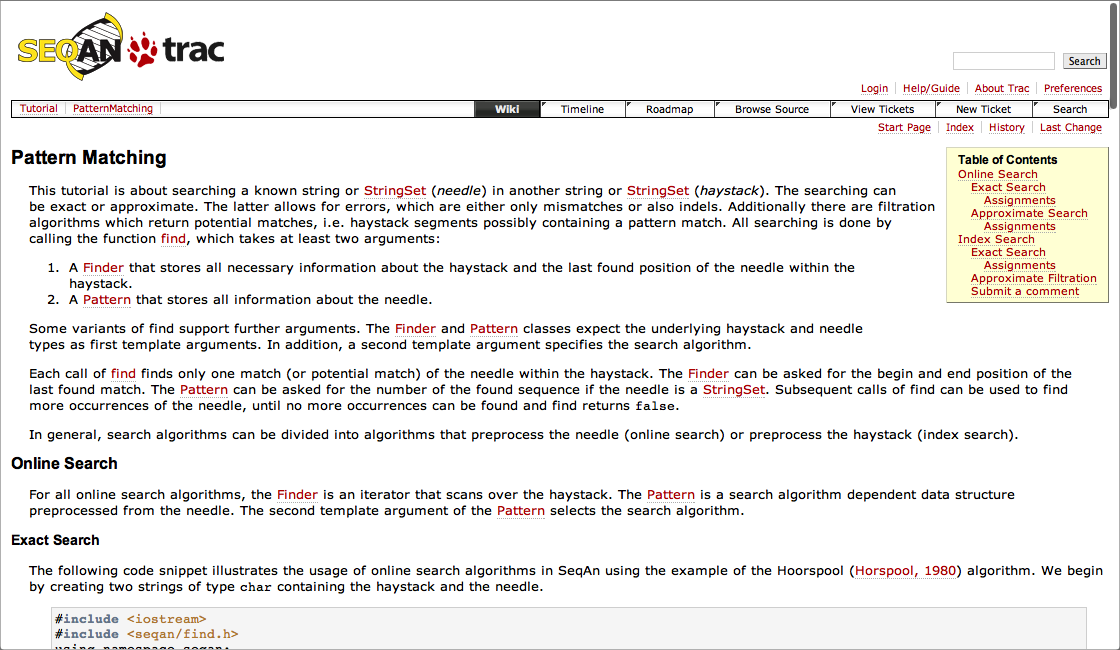 SEQAN trac
Search
Login Help/Guide About Trac Preferences
Tutorial PatternMatching Wiki Timeline Roadmap Browse Source View Tickets New Ticket Search
Start Page Index History Last Change
Pattern Matching
Table of Contents
Online Search
Exact Search
Assignments
Approximate Search
Assignments
Index Search
Exact Search
Assignments
Approximate Filtration
Submit a comment
This tutorial is about searching a known string or StringSet (needle) in another string or StringSet (haystack). The searching can
be exact or approximate. The latter allows for errors, which are either only mismatches or also indels. Additionally there are filtration
algorithms which return potential matches, i.e. haystack segments possibly containing a pattern match. All searching is done by
calling the function find, which takes at least two arguments:
1. A Finder that stores all necessary information about the haystack and the last found position of the needle within the
haystack.
2. A Pattern that stores all information about the needle.
Some variants of find support further arguments. The Finder and Pattern classes expect the underlying haystack and needle
types as first template arguments. In addition, a second template argument specifies the search algorithm.
Each call of find finds only one match (or potential match) of the needle within the haystack. The Finder can be asked for the begin and end position of the
last found match. The Pattern can be asked for the number of the found sequence if the needle is a StringSet. Subsequent calls of find can be used to find
more occurrences of the needle, until no more occurrences can be found and find returns false.
In general, search algorithms can be divided into algorithms that preprocess the needle (online search) or preprocess the haystack (index search).
Online Search
For all online search algorithms, the Finder is an iterator that scans over the haystack. The Pattern is a search algorithm dependent data structure
preprocessed from the needle. The second template argument of the Pattern selects the search algorithm.
Exact Search
The following code snippet illustrates the usage of online search algorithms in SeqAn using the example of the Hoorspool (Horspool, 1980) algorithm. We begin
by creating two strings of type char containing the haystack and the needle.
#include <iostream>
#include <seqan/find.h>
using namespace seqan;